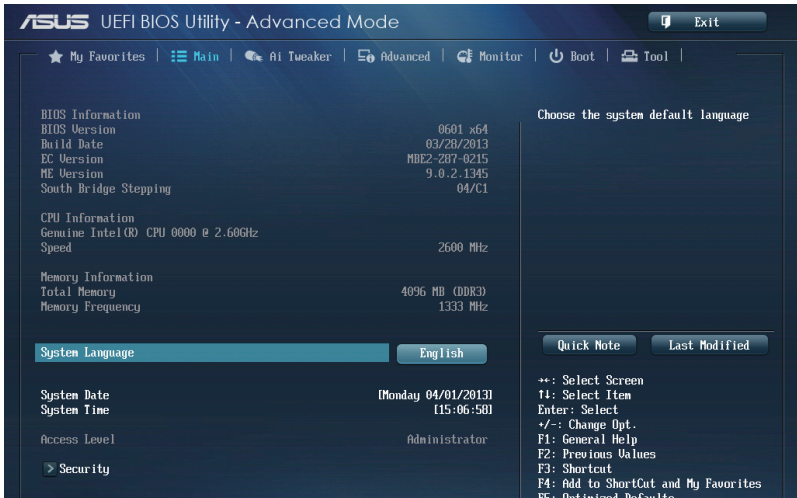 ASUS UEFI BIOS Utility - Advanced Mode
Exit
My Favorites Main Ai Tweaker Advanced Monitor Boot Tool
BIOS Information
BIOS Version 0601 x64
Build Date 03/28/2013
EC Version MBE2-Z87-0215
ME Version 9.0.2.1345
South Bridge Stepping 04/C1
CPU Information
Genuine Intel(R) CPU 0000 @ 2.60GHz
Speed 2600 MHz
Memory Information
Total Memory 4096 MB (DDR3)
Memory Frequency 1333 MHz
System Language English
System Date [Monday 04/01/2013]
System Time [15:06:58]
Access Level Administrator
> Security
Choose the system default language
Quick Note Last Modified
→←: Select Screen
↑↓: Select Item
Enter: Select
+/-: Change Opt.
F1: General Help
F2: Previous Values
F3: Shortcut
F4: Add to ShortCut and My Favorites
F5: Optimized Defaults